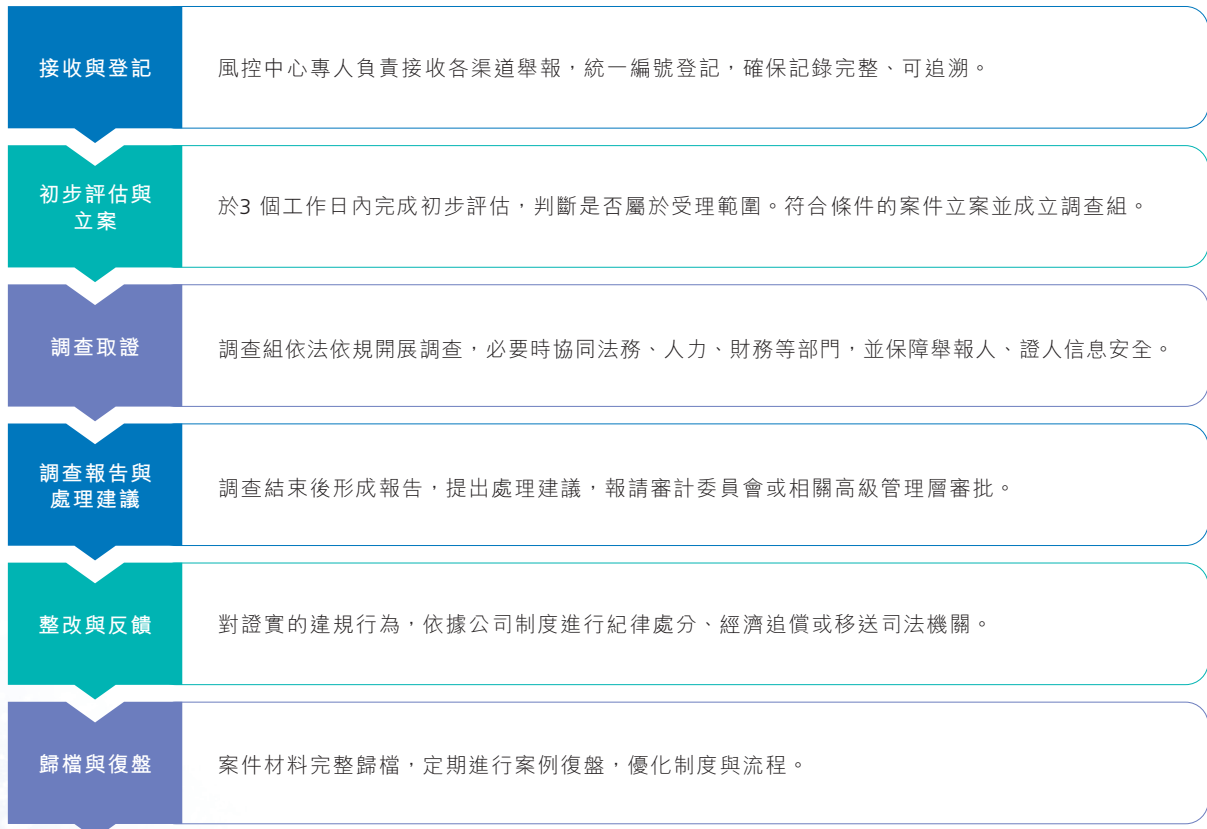 接收與登記
風控中心專人負責接收各渠道舉報，統一編號登記，確保記錄完整、可追溯。
初步評估與
立案
於3 個工作日內完成初步評估，判斷是否屬於受理範圍。符合條件的案件立案並成立調查組。
調查取證
調查組依法依規開展調查，必要時協同法務、人力、財務等部門，並保障舉報人、證人信息安全。
調查報告與
處理建議
調查結束後形成報告，提出處理建議，報請審計委員會或相關高級管理層審批。
整改與反饋
對證實的違規行為，依據公司制度進行紀律處分、經濟追償或移送司法機關。
歸檔與復盤
案件材料完整歸檔，定期進行案例復盤，優化制度與流程。